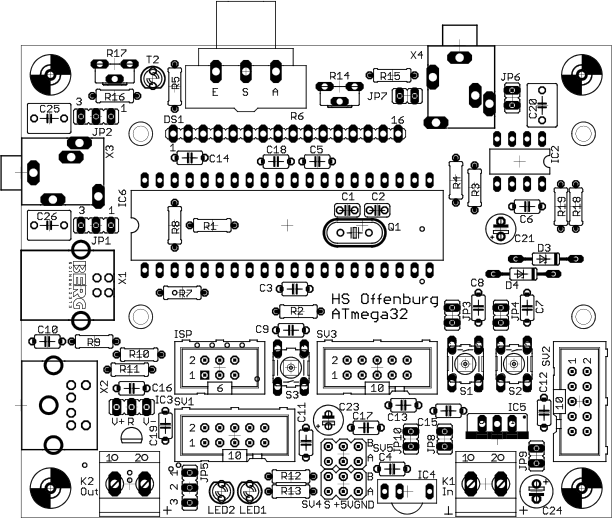 R17
T2
X4
E S A
R14
R15
R5
JP7
JP6
C25
R16
3 1
JP2
C20
DS1
R6
16
1
X3
C14
C18
C5
IC2
R4
R3
IC6
C26
3 1
JP1
R8
R1
C1
C2
Q1
C6
C21
R19
R18
D3
D4
X1
BERG
R7
C3
HS Offenburg
ATmega32
C8
JP3
JP4
C7
R2
C9
C10
R9
R10
R11
ISP
2
1
6
S3
SV3
2
1
10
S1
S2
SV2
1 2
10
X2
C16
IC3
V+ R V-
SV1
2
1
10
C19
C11
C23
C17
C13
C15
IC5
C12
JP10
JP8
JP9
SV5
C4
B
A
B
A
K2
Out
10 20
JP5
2
3
LED2
LED1
R12
R13
SV4
S +5V GND
IC4
K1
In
10 20
C24